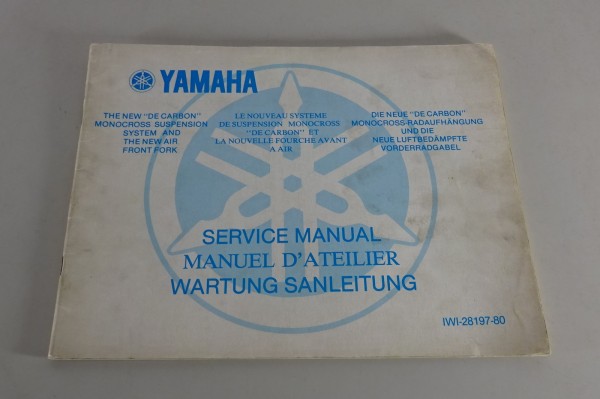 YAMAHA
THE NEW "DE CARBON"
MONOCROSS SUSPENSION
SYSTEM AND
THE NEW AIR
FRONT FORK
LE NOUVEAU SYSTEME
DE SUSPENSION MONOCROSS
"DE CARBON" ET
LA NOUVELLE FOURCHE AVANT
A AIR
DIE NEUE "DE CARBON"
MONOCROSS-RADAUFHÄNGUNG
UND DIE
NEUE LUFTBEDÄMPFTE
VORDERRADGABEL
SERVICE MANUAL
MANUEL D'ATEILIER
WARTUNG SANLEITUNG
IWI-28197-80